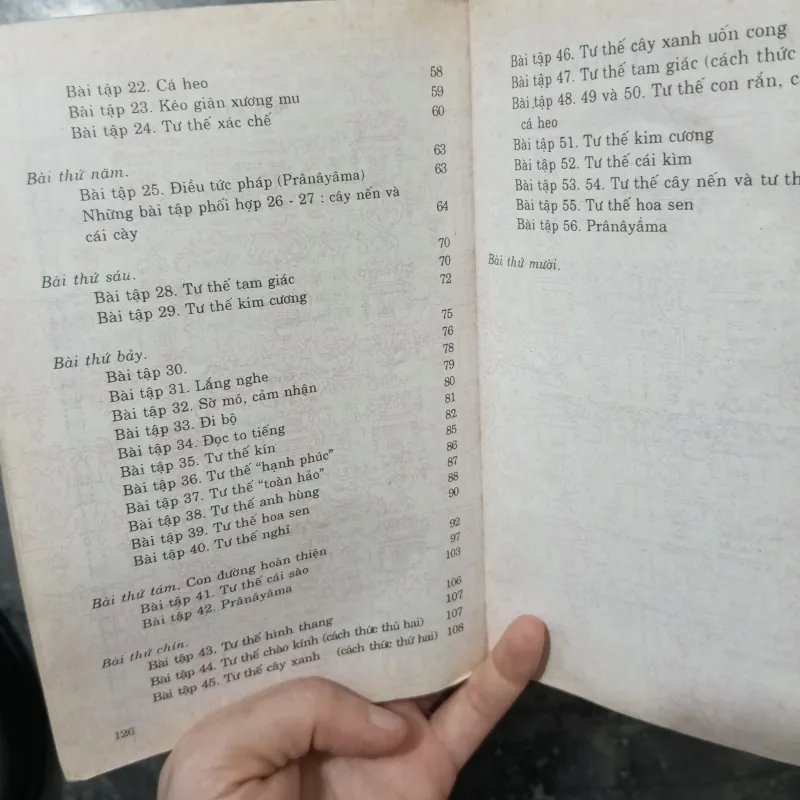 Bài tập 22. Cá heo 58
Bài tập 23. Kéo giãn xương mu 59
Bài tập 24. Tư thế xác chế 60
Bài thứ năm. 63
Bài tập 25. Điều tức pháp (Prânâyâma) 63
Những bài tập phối hợp 26 - 27 : cây nến và
cái cày 64
Bài thứ sáu. 70
Bài tập 28. Tư thế tam giác 70
Bài tập 29. Tư thế kim cương 72
Bài thứ bảy. 75
Bài tập 30. 76
Bài tập 31. Lắng nghe 78
Bài tập 32. Sờ mó, cảm nhận 79
Bài tập 33. Đi bộ 80
Bài tập 34. Đọc to tiếng 81
Bài tập 35. Tư thế kín 82
Bài tập 36. Tư thế "hạnh phúc" 85
Bài tập 37. Tư thế "toàn hảo" 86
Bài tập 38. Tư thế anh hùng 87
Bài tập 39. Tư thế hoa sen 88
Bài tập 40. Tư thế nghỉ 90
Bài thứ tám. Con đường hoàn thiện 92
Bài tập 41. Tư thế cái sào 97
Bài tập 42. Prânâyâma 103
Bài thứ chín. 106
Bài tập 43. Tư thế hình thang 107
Bài tập 44. Tư thế chào kính (cách thức thũ hai) 107
Bài tập 45. Tư thế cây xanh (cách thức thứ hai) 108
126
Bài tập 46. Tư thế cây xanh uốn cong
Bài tập 47. Tư thế tam giác (cách thức
Bài tập 48. 49 và 50. Tư thế con rắn, c
cá heo
Bài tập 51. Tư thế kim cương
Bài tập 52. Tư thế cái kìm
Bài tập 53. 54. Tư thế cây nến và tư th
Bài tập 55. Tư thế hoa sen
Bài tập 56. Prânâyâma
Bài thứ mười.